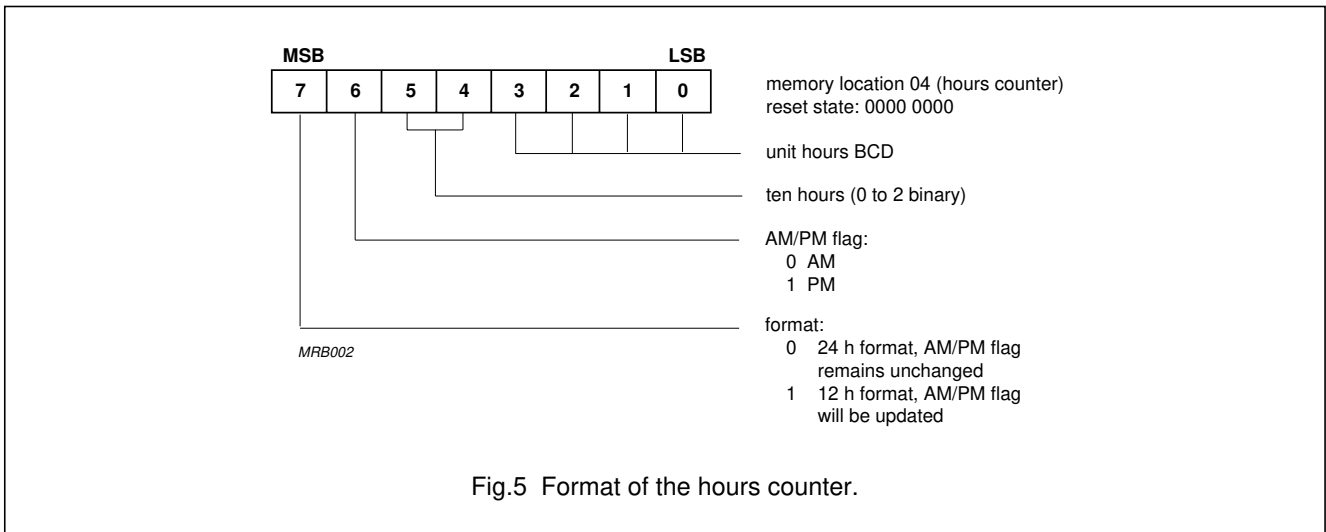 MSB LSB
7 6 5 4 3 2 1 0
memory location 04 (hours counter)
reset state: 0000 0000
unit hours BCD
ten hours (0 to 2 binary)
AM/PM flag:
0 AM
1 PM
format:
0 24 h format, AM/PM flag
remains unchanged
1 12 h format, AM/PM flag
will be updated
MRB002
Fig.5 Format of the hours counter.